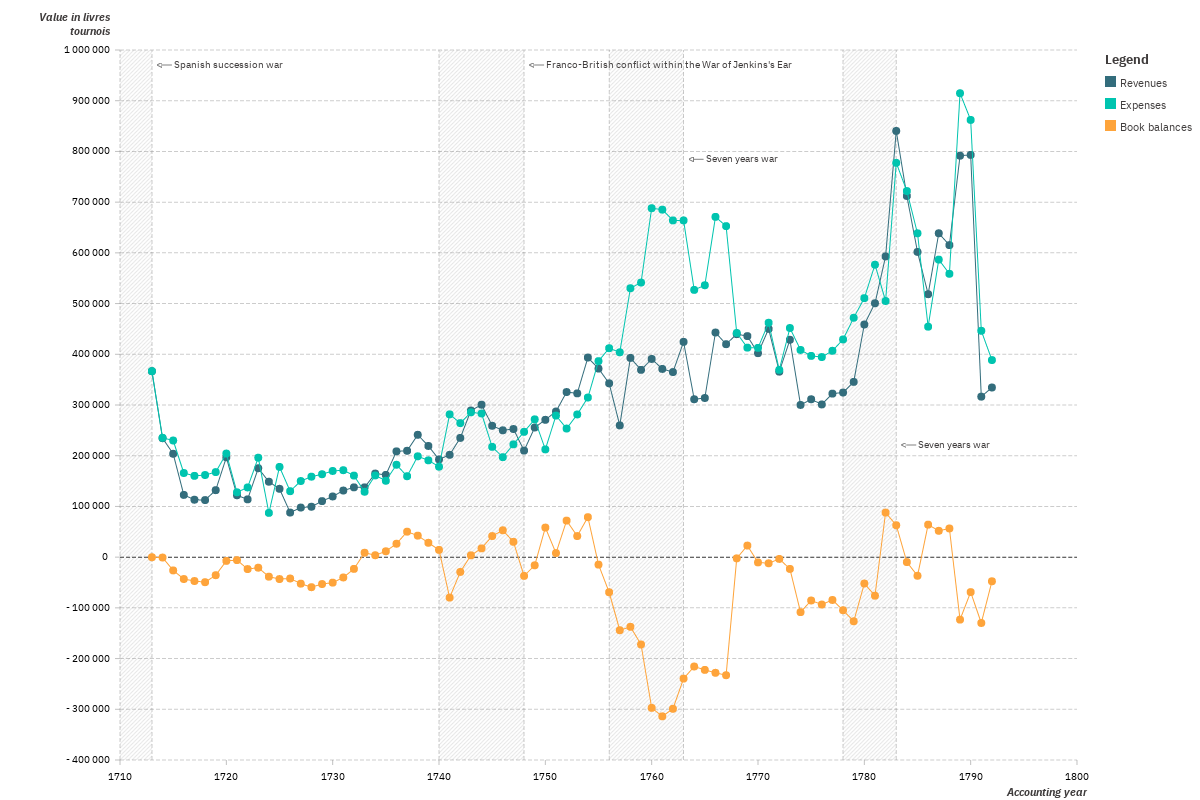 Value in livres
tournois
1 000 000
900 000
800 000
700 000
600 000
500 000
400 000
300 000
200 000
100 000
0
- 100 000
- 200 000
- 300 000
- 400 000
Spanish succession war
Franco-British conflict within the War of Jenkins's Ear
Seven years war
Seven years war
Legend
Revenues
Expenses
Book balances
1710
1720
1730
1740
1750
1760
1770
1780
1790
1800
Accounting year